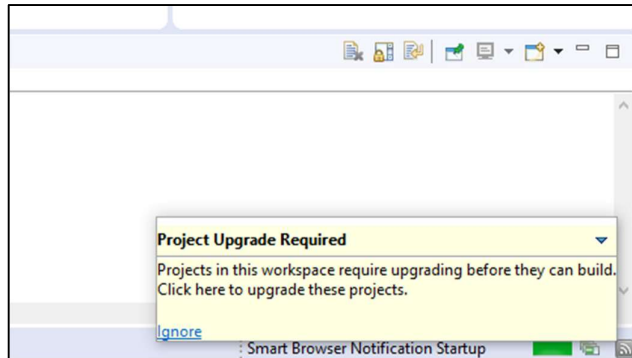 Project Upgrade Required
Projects in this workspace require upgrading before they can build.
Click here to upgrade these projects.
Ignore
Smart Browser Notification Startup